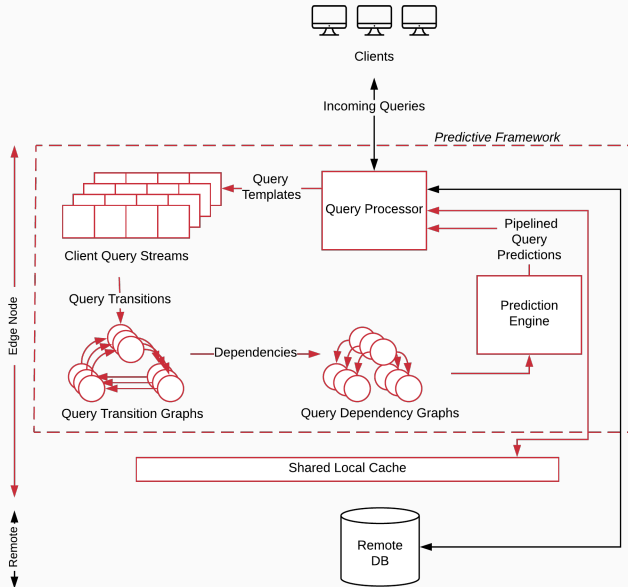 Clients
Incoming Queries
Predictive Framework
Query
Templates
Query Processor
Pipelined
Query
Predictions
Client Query Streams
Query Transitions
Prediction
Engine
Edge Node
Dependencies
Query Transition Graphs
Query Dependency Graphs
Shared Local Cache
Remote
Remote
DB